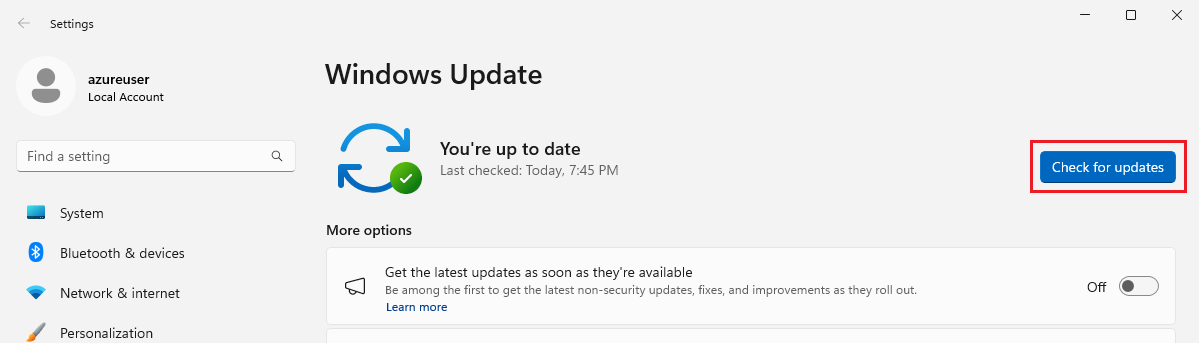 Settings
azureuser
Local Account
Find a setting
System
Bluetooth & devices
Network & internet
Personalization
Windows Update
You're up to date
Last checked: Today, 7:45 PM
Check for updates
More options
Get the latest updates as soon as they're available
Be among the first to get the latest non-security updates, fixes, and improvements as they roll out.
Learn more
Off